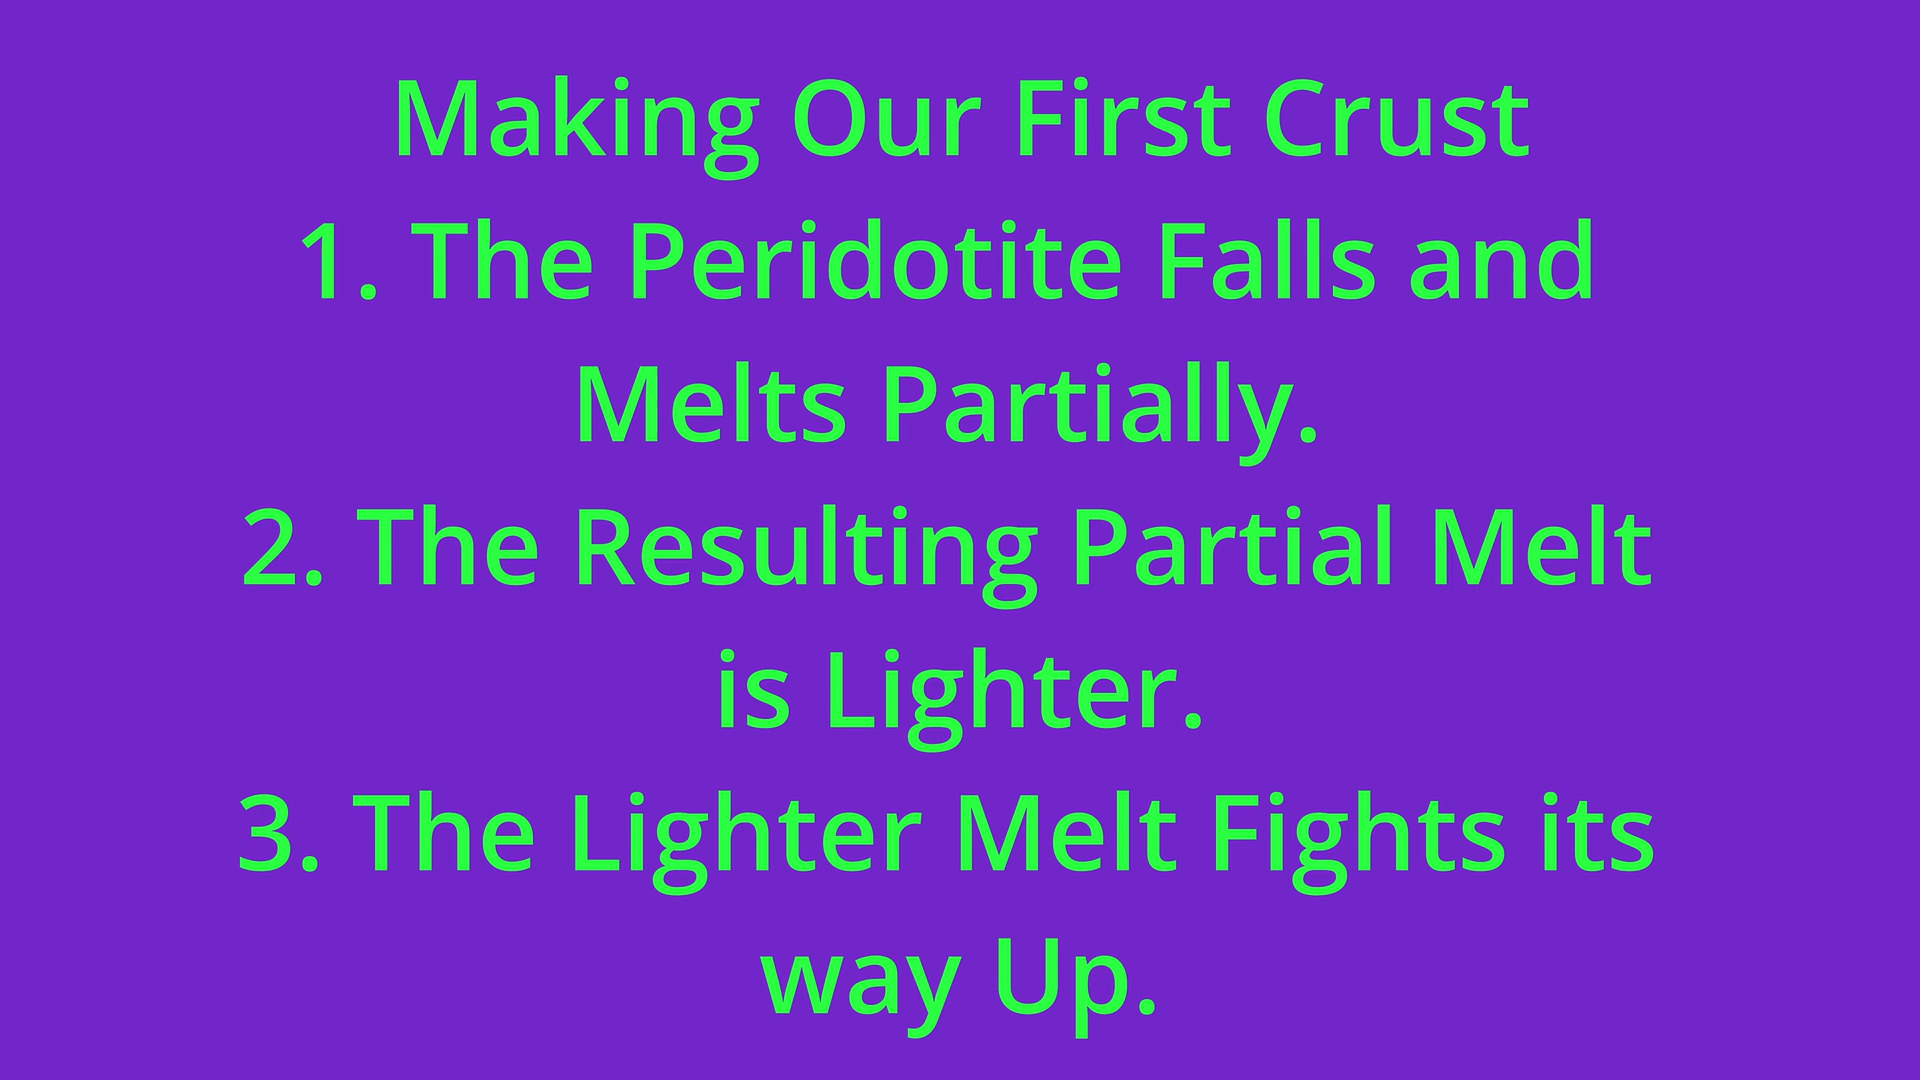 Making Our First Crust
1. The Peridotite Falls and
Melts Partially.
2. The Resulting Partial Melt
is Lighter.
3. The Lighter Melt Fights its
way Up.